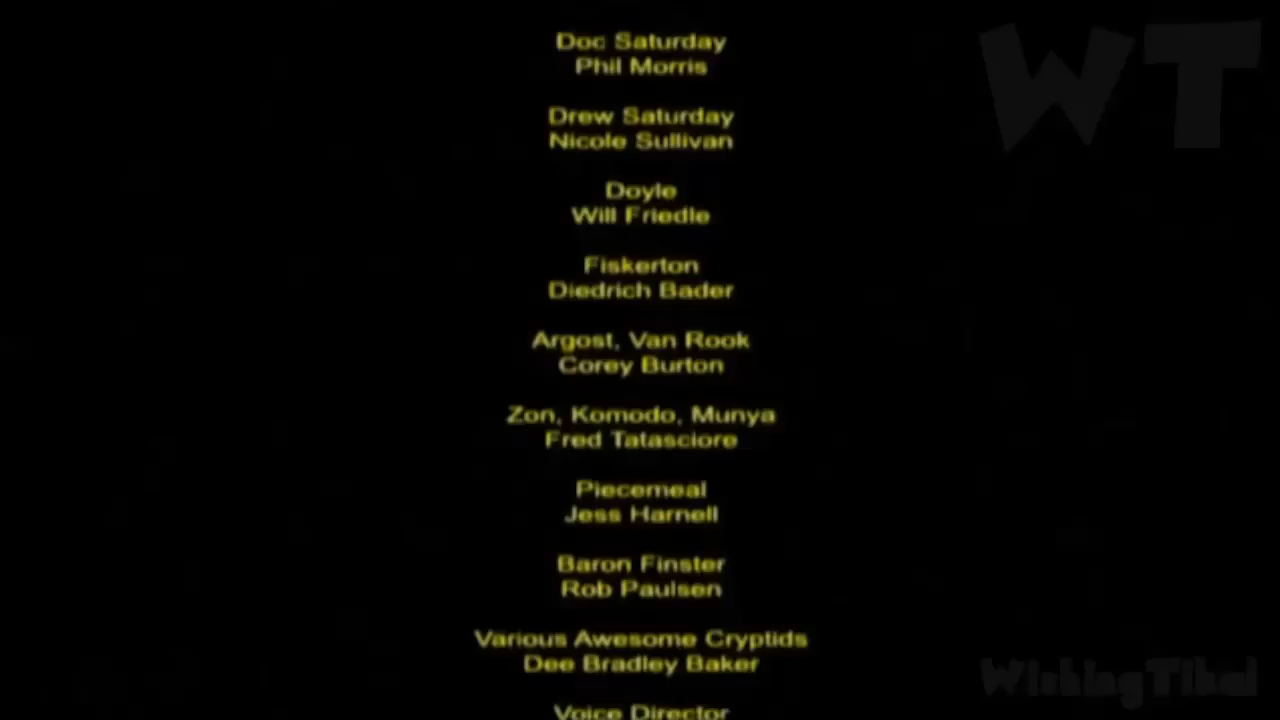 WT
Doc Saturday
Phil Morris
Drew Saturday
Nicole Sullivan
Doyle
Will Friedle
Fiskerton
Diedrich Bader
Argost, Van Rook
Corey Burton
Zon, Komodo, Munya
Fred Tatasciore
Piecemeal
Jess Harnell
Baron Finster
Rob Paulsen
Various Awesome Cryptids
Dee Bradley Baker
Voice Director